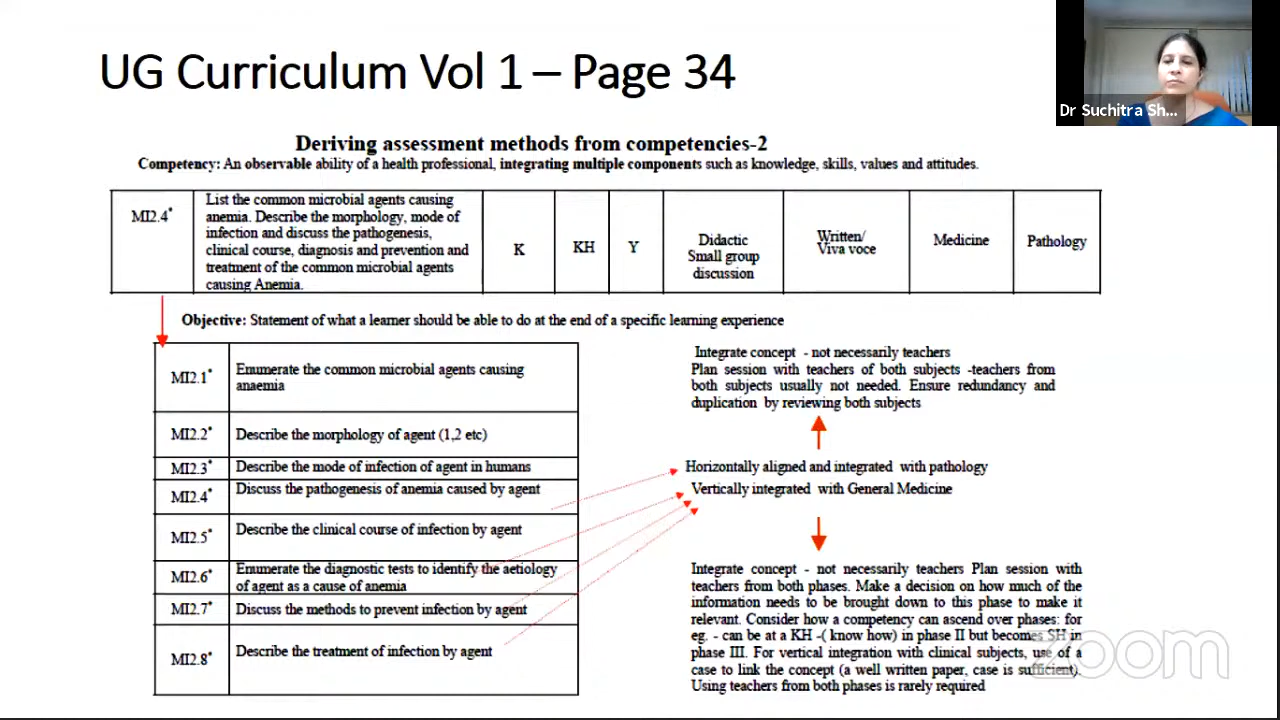 UG Curriculum Vol 1 – Page 34
Dr Suchitra Sh...
Deriving assessment methods from competencies-2
Competency: An observable ability of a health professional, integrating multiple components such as knowledge, skills, values and attitudes.
MI2.4*
List the common microbial agents causing
anemia. Describe the morphology, mode of
infection and discuss the pathogenesis,
clinical course, diagnosis and prevention and
treatment of the common microbial agents
causing Anemia.
K
KH
Y
Didactic
Small group
discussion
Written/
Viva voce
Medicine
Pathology
Objective: Statement of what a learner should be able to do at the end of a specific learning experience
MI2.1*
Enumerate the common microbial agents causing
anaemia
MI2.2*
Describe the morphology of agent (1,2 etc)
MI2.3*
Describe the mode of infection of agent in humans
MI2.4*
Discuss the pathogenesis of anemia caused by agent
MI2.5*
Describe the clinical course of infection by agent
MI2.6*
Enumerate the diagnostic tests to identify the aetiology
of agent as a cause of anemia
MI2.7*
Discuss the methods to prevent infection by agent
MI2.8*
Describe the treatment of infection by agent
Integrate concept - not necessarily teachers
Plan session with teachers of both subjects -teachers from
both subjects usually not needed. Ensure redundancy and
duplication by reviewing both subjects
Horizontally aligned and integrated with pathology
Vertically integrated with General Medicine
Integrate concept - not necessarily teachers Plan session with
teachers from both phases. Make a decision on how much of the
information needs to be brought down to this phase to make it
relevant. Consider how a competency can ascend over phases: for
eg. - can be at a KH -( know how) in phase II but becomes SH in
phase III. For vertical integration with clinical subjects, use of a
case to link the concept (a well written paper, case is sufficient).
Using teachers from both phases is rarely required
zoom